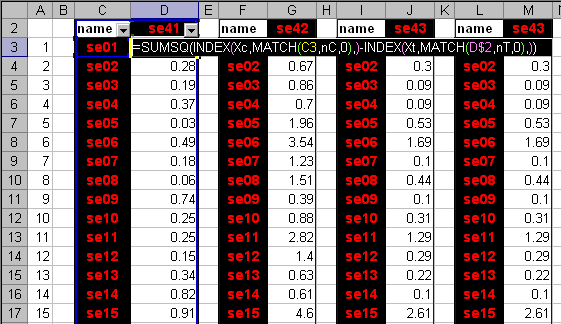 A B C D E F G H I J K L M
2 name se41 name se42 name se43 name se43
3 1 se01 =SUMSQ(INDEX(Xc,MATCH(C3,nC,0),)-INDEX(Xt,MATCH(D$2,nT,0),))
4 2 se02 0.28 se02 0.67 se02 0.3 se02 0.3
5 3 se03 0.19 se03 0.86 se03 0.09 se03 0.09
6 4 se04 0.37 se04 0.7 se04 0.09 se04 0.09
7 5 se05 0.03 se05 1.96 se05 0.53 se05 0.53
8 6 se06 0.49 se06 3.54 se06 1.69 se06 1.69
9 7 se07 0.18 se07 1.23 se07 0.1 se07 0.1
10 8 se08 0.06 se08 1.51 se08 0.44 se08 0.44
11 9 se09 0.74 se09 0.39 se09 0.1 se09 0.1
12 10 se10 0.25 se10 0.88 se10 0.31 se10 0.31
13 11 se11 0.25 se11 2.82 se11 1.29 se11 1.29
14 12 se12 0.15 se12 1.4 se12 0.23 se12 0.23
15 13 se13 0.34 se13 0.63 se13 0.22 se13 0.22
16 14 se14 0.82 se14 0.61 se14 0.1 se14 0.1
17 15 se15 0.91 se15 4.6 se15 2.61 se15 2.61